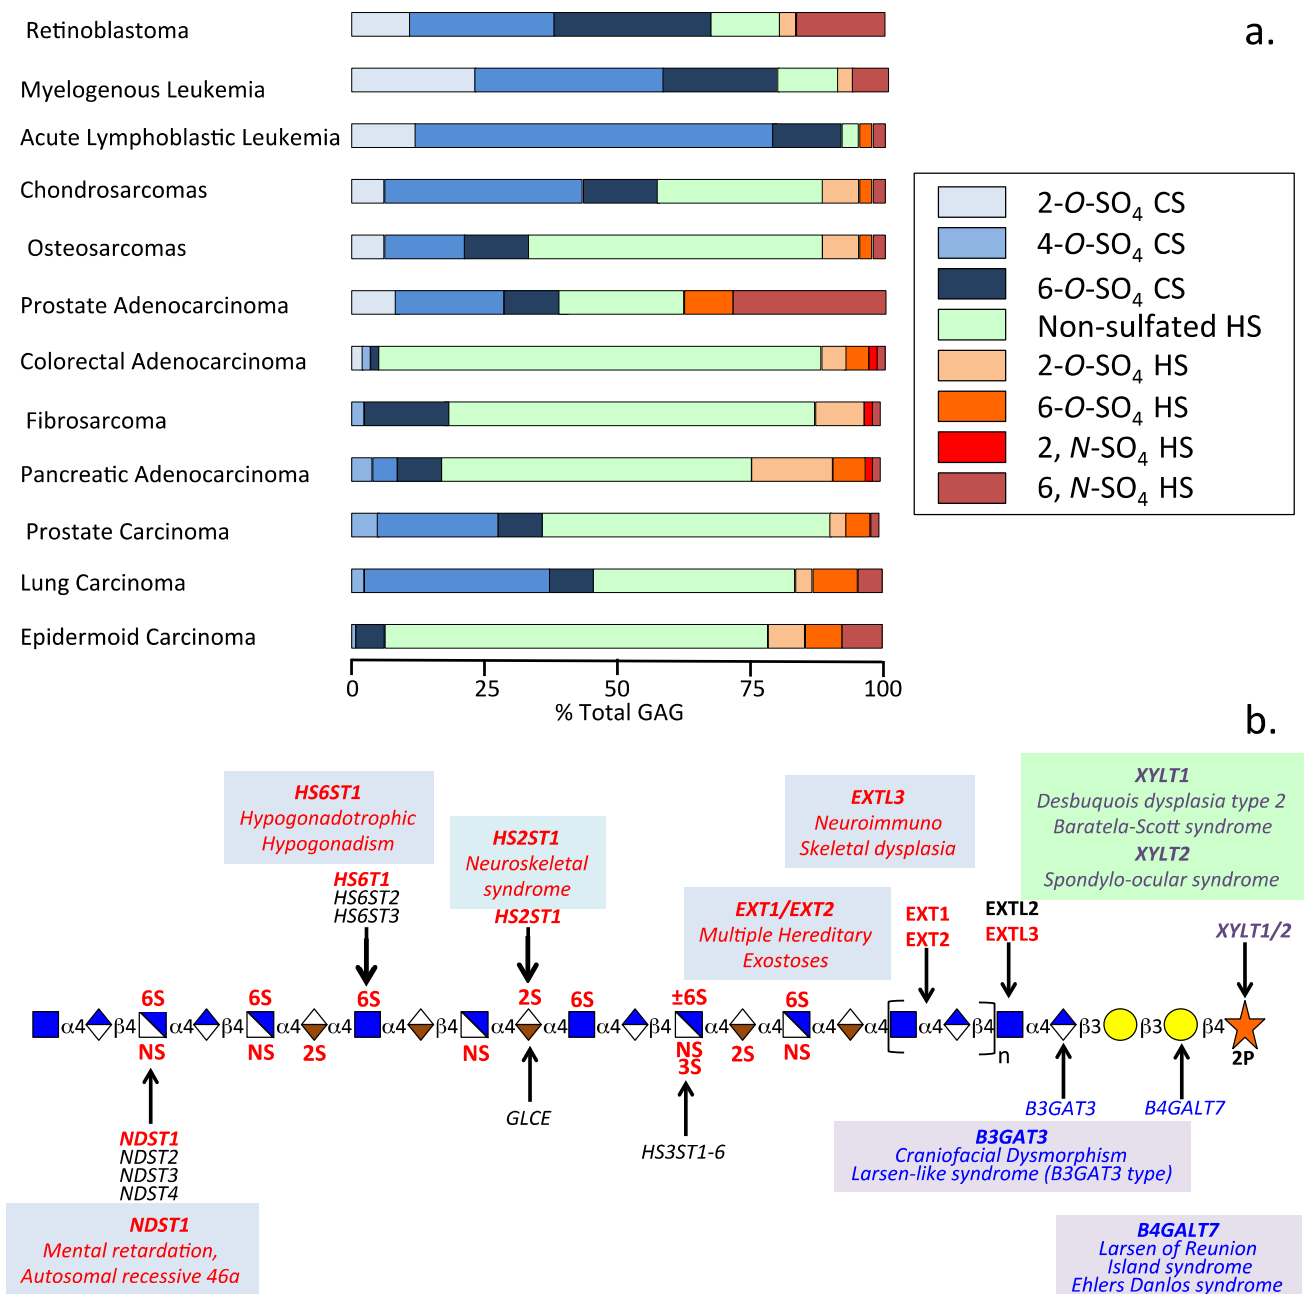 a.
Retinoblastoma
Myelogenous Leukemia
Acute Lymphoblastic Leukemia
Chondrosarcomas
Osteosarcomas
Prostate Adenocarcinoma
Colorectal Adenocarcinoma
Fibrosarcoma
Pancreatic Adenocarcinoma
Prostate Carcinoma
Lung Carcinoma
Epidermoid Carcinoma
2-O-SO4 CS
4-O-SO4 CS
6-O-SO4 CS
Non-sulfated HS
2-O-SO4 HS
6-O-SO4 HS
2, N-SO4 HS
6, N-SO4 HS
0 25 50 75 100
% Total GAG
b.
HS6ST1
Hypogonadotrophic
Hypogonadism
HS6T1
HS6ST2
HS6ST3
HS2ST1
Neuroskeletal
syndrome
HS2ST1
EXTL3
Neuroimmuno
Skeletal dysplasia
EXT1/EXT2
Multiple Hereditary
Exostoses
EXT1
EXT2
EXTL2
EXTL3
XYLT1
Desbuquois dysplasia type 2
Baratela-Scott syndrome
XYLT2
Spondylo-ocular syndrome
XYLT1/2
6S 6S 6S 2S 6S ±6S 6S
α4 β4 α4 β4 α4 α4 α4 α4 α4 α4 β4 α4 α4 α4 α4 α4 β4 n α4 β3 β3 β4
NS NS 2S NS NS 2S NS 2P
3S
NDST1
NDST2
NDST3
NDST4
NDST1
Mental retardation,
Autosomal recessive 46a
GLCE
HS3ST1-6
B3GAT3
B4GALT7
B3GAT3
Craniofacial Dysmorphism
Larsen-like syndrome (B3GAT3 type)
B4GALT7
Larsen of Reunion
Island syndrome
Ehlers Danlos syndrome